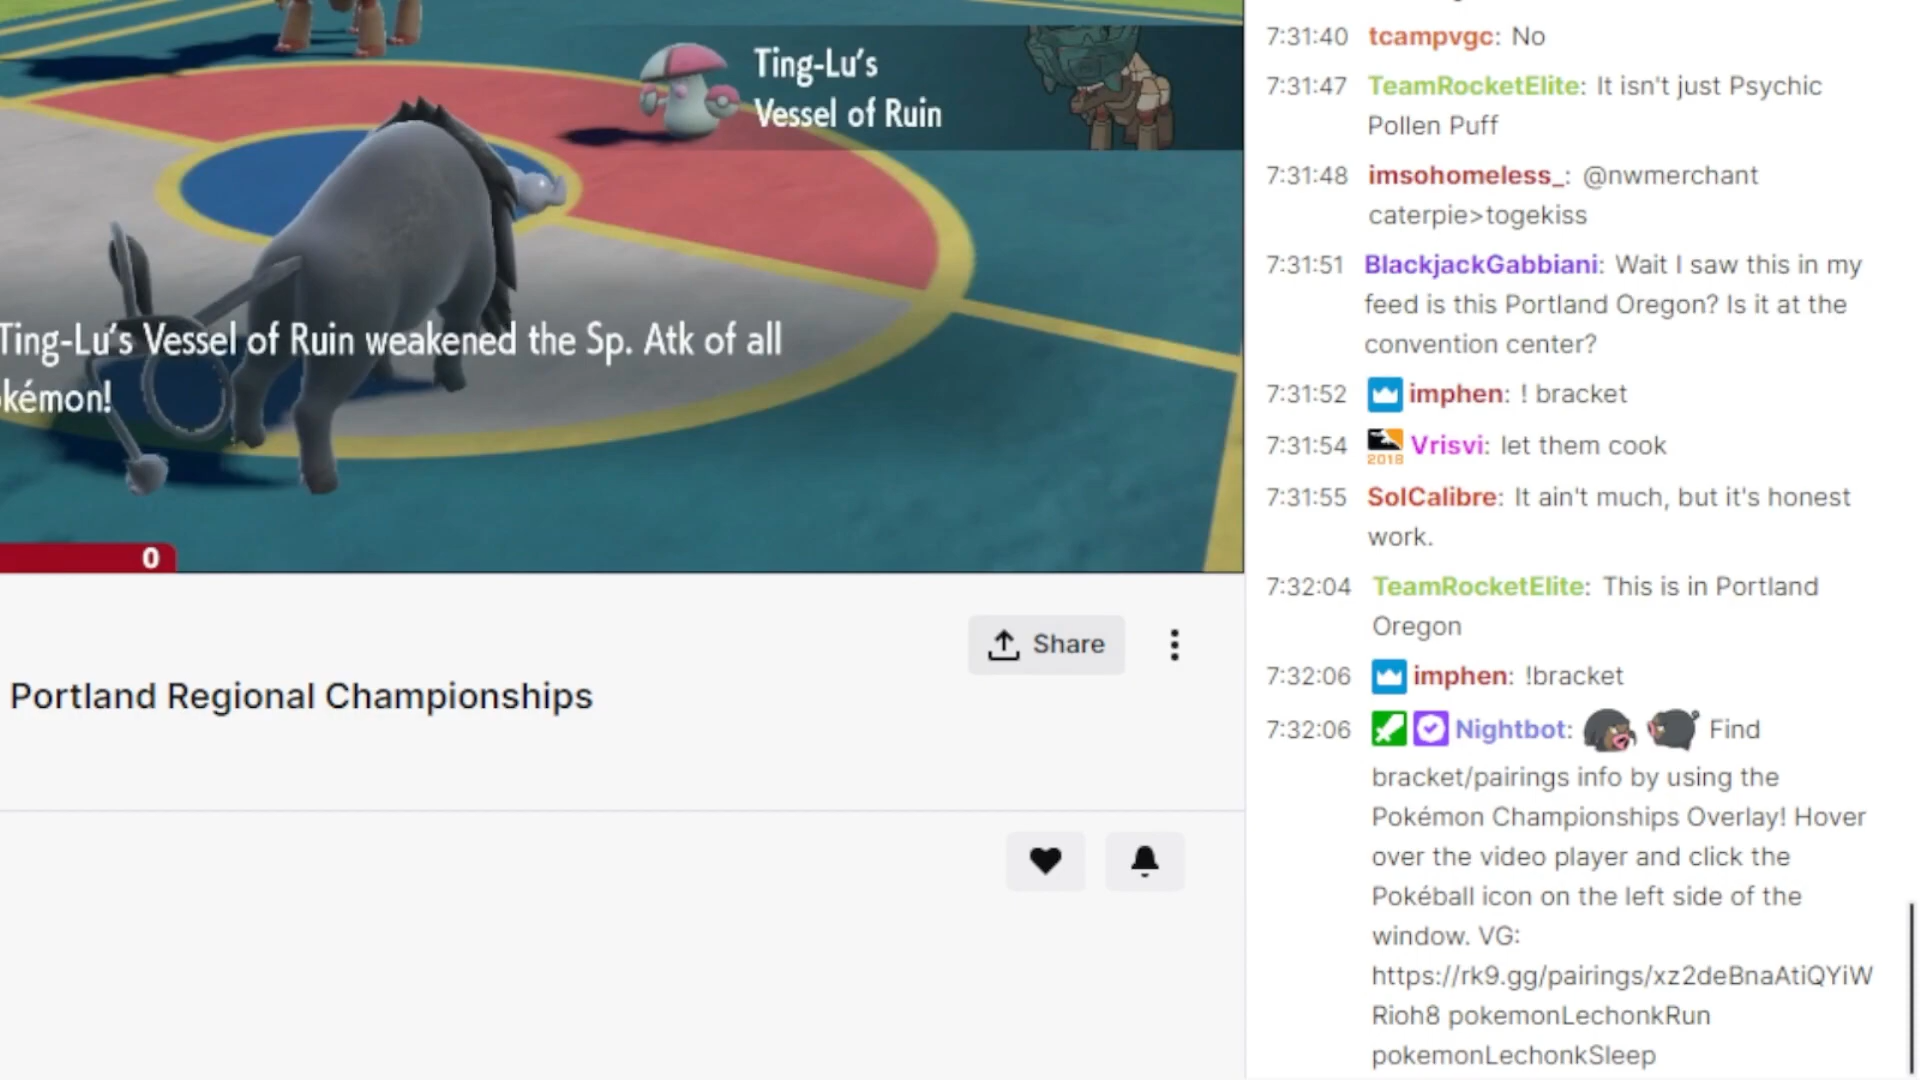 Ting-Lu's
Vessel of Ruin
Ting-Lu's Vessel of Ruin weakened the Sp. Atk of all
kémon!
0
Share
Portland Regional Championships
7:31:40 tcampvgc: No
7:31:47 TeamRocketElite: It isn't just Psychic
Pollen Puff
7:31:48 imsohomeless_: @nwmerchant
caterpie>togekiss
7:31:51 BlackjackGabbiani: Wait I saw this in my
feed is this Portland Oregon? Is it at the
convention center?
7:31:52 imphen: ! bracket
7:31:54 2018 Vrisvi: let them cook
7:31:55 SolCalibre: It ain't much, but it's honest
work.
7:32:04 TeamRocketElite: This is in Portland
Oregon
7:32:06 imphen: !bracket
7:32:06 Nightbot: Find
bracket/pairings info by using the
Pokémon Championships Overlay! Hover
over the video player and click the
Pokéball icon on the left side of the
window. VG:
https://rk9.gg/pairings/xz2deBnaAtiQYiW
Rioh8 pokemonLechonkRun
pokemonLechonkSleep